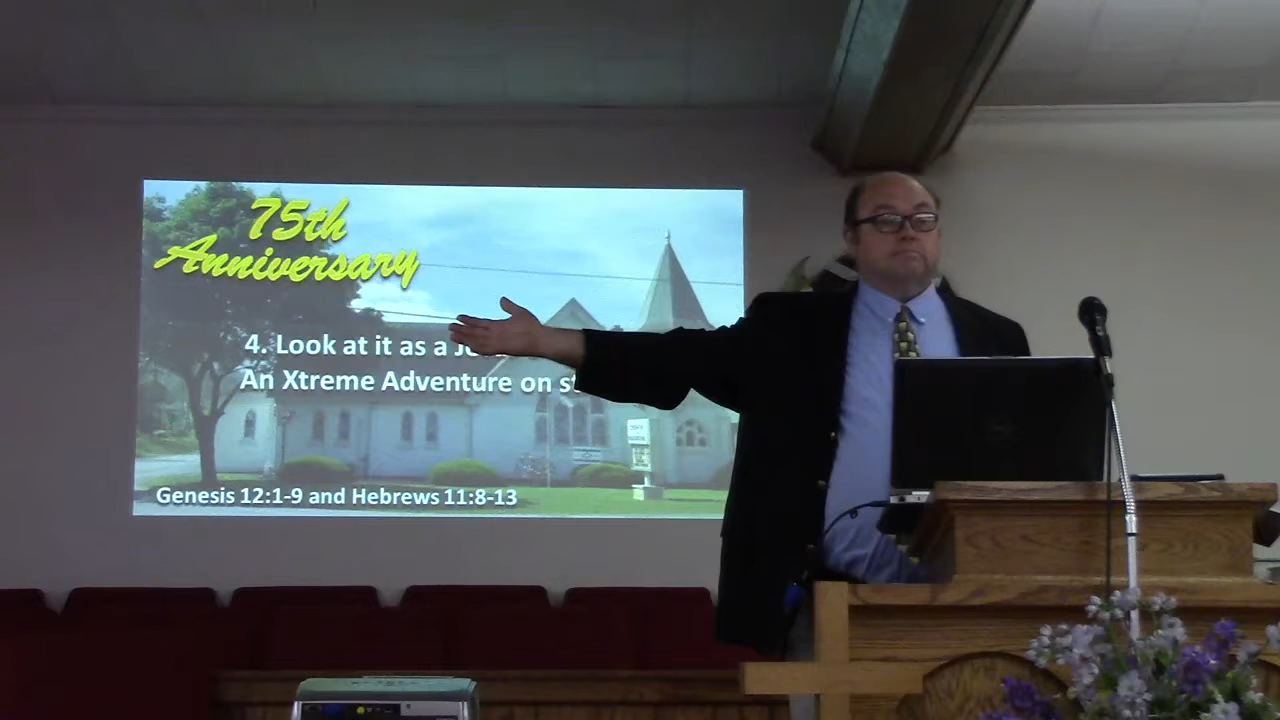 75th
Anniversary
4. Look at it as a
An Xtreme Adventure on
Genesis 12:1-9 and Hebrews 11:8-13